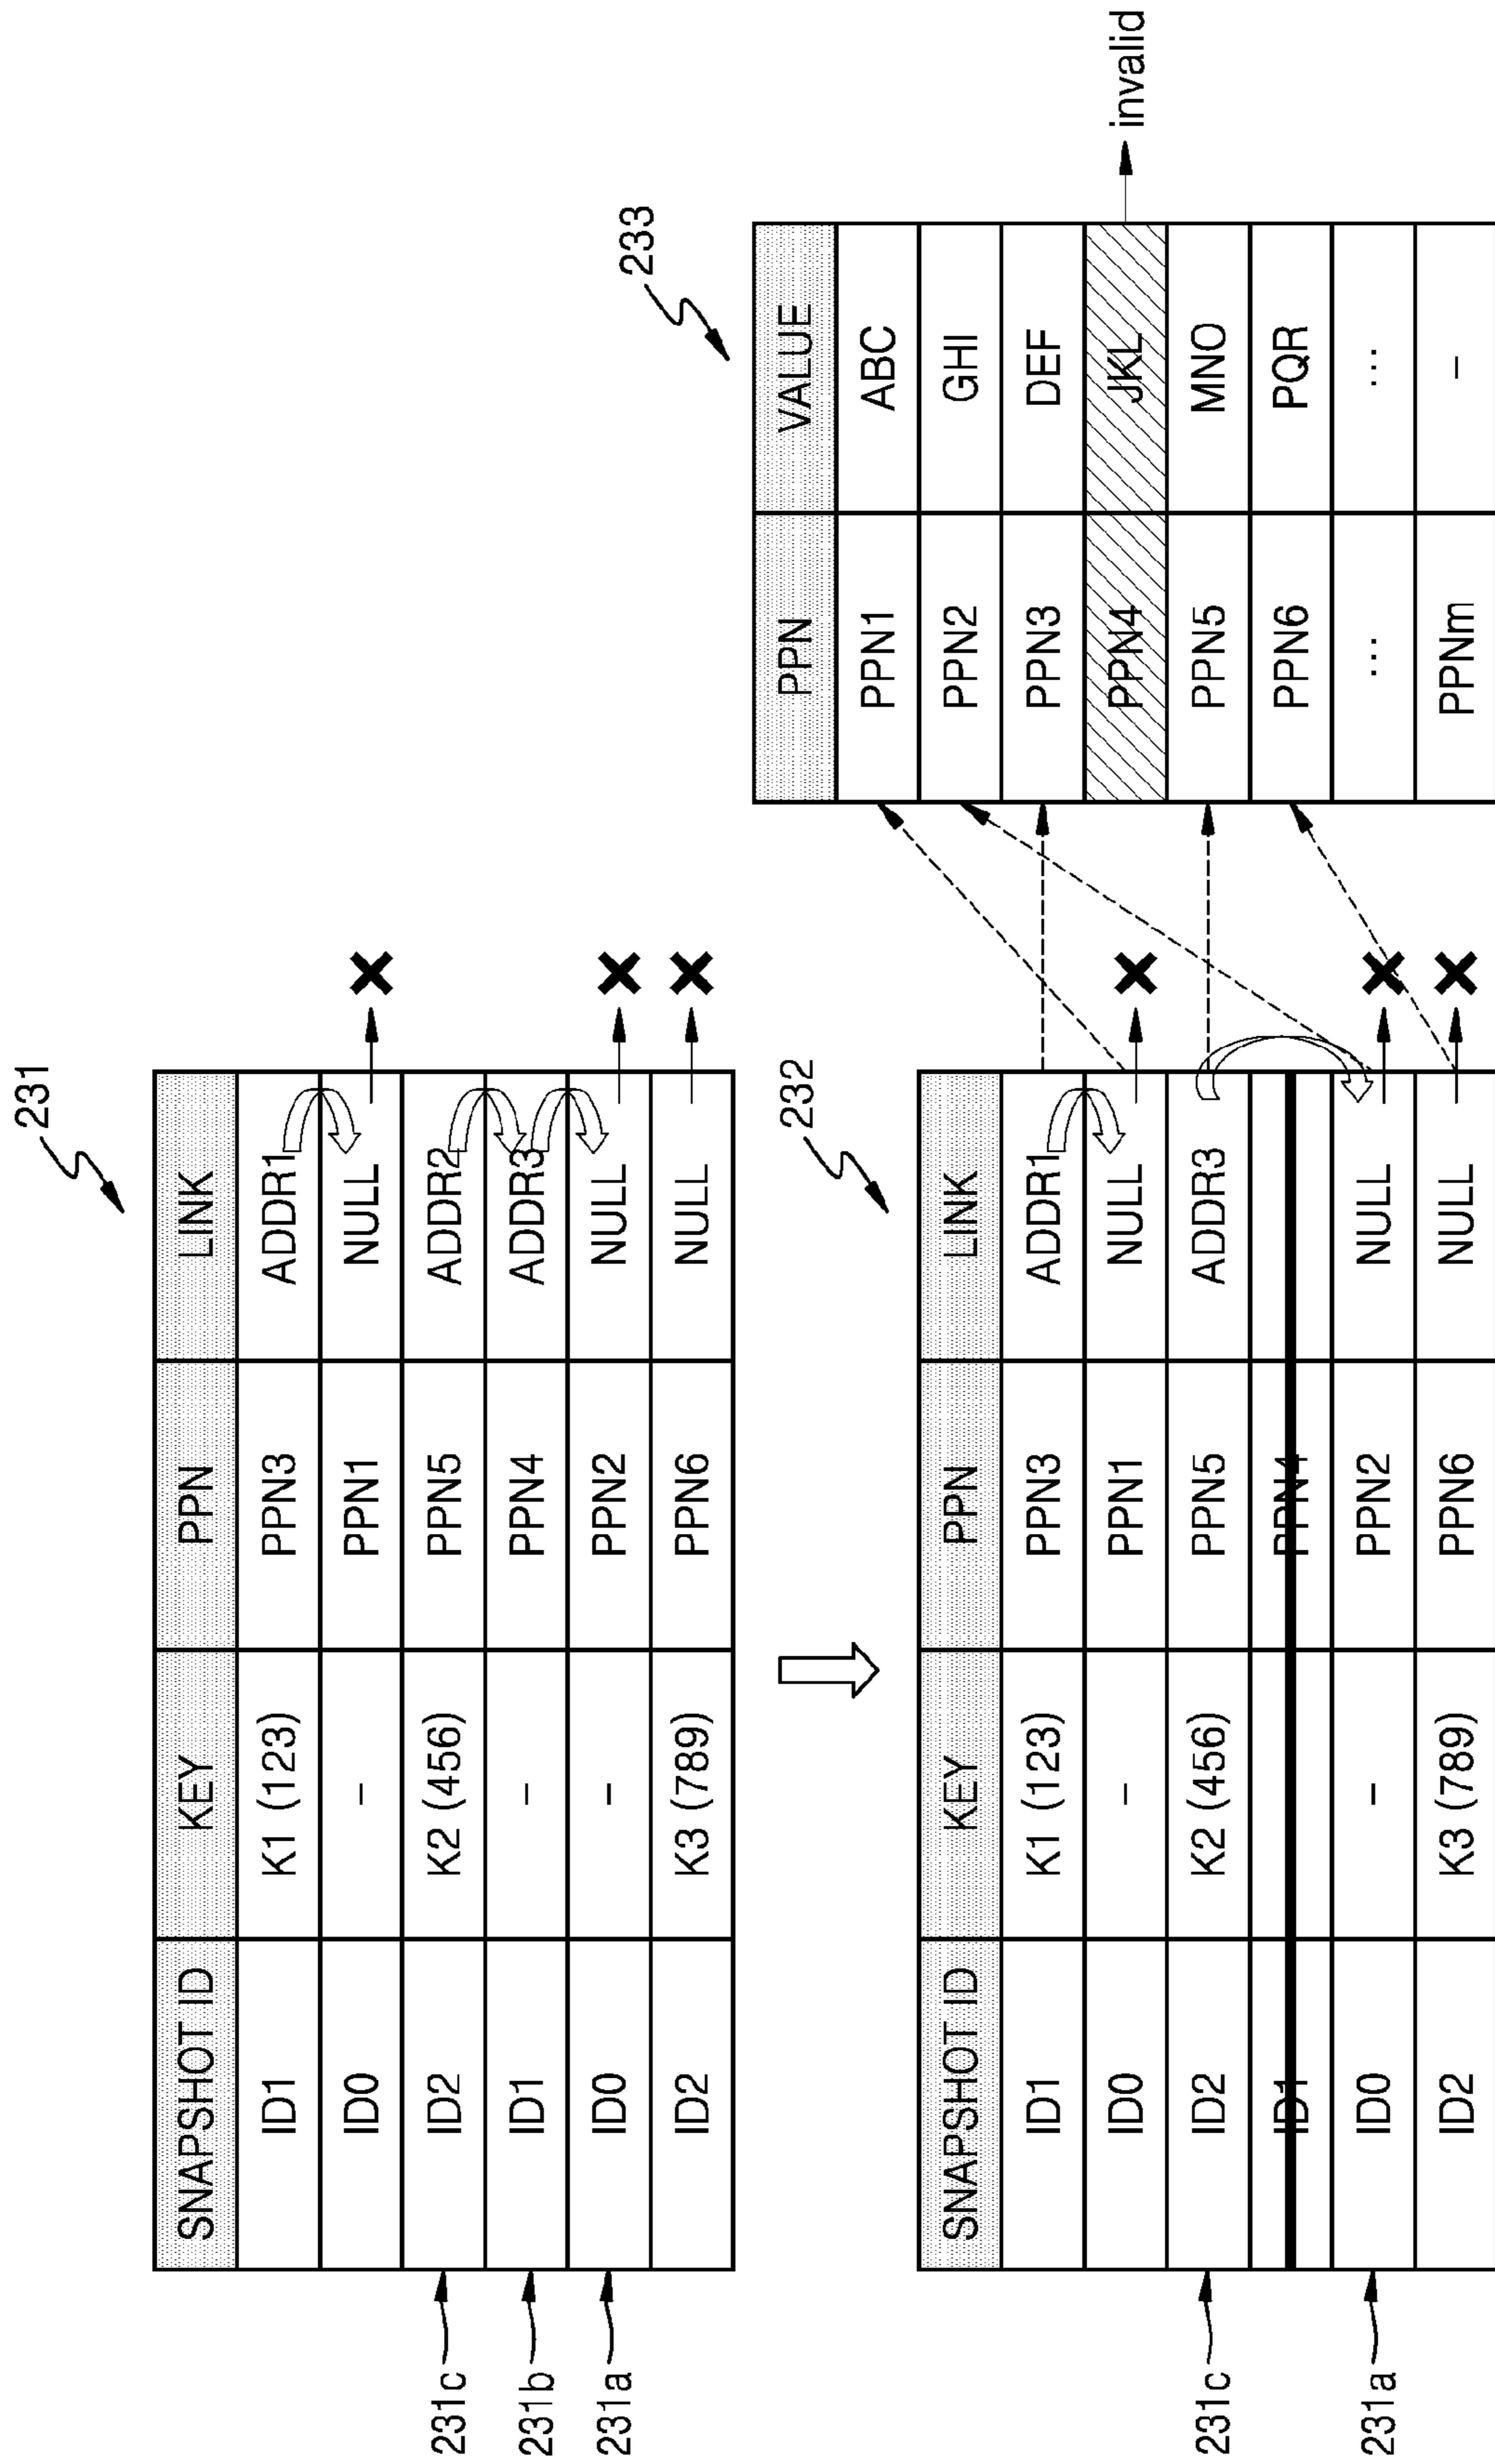 231
SNAPSHOT ID KEY PPN LINK
ID1 K1 (123) PPN3 ADDR1
ID0 – PPN1 NULL
231c ID2 K2 (456) PPN5 ADDR2
231b ID1 – PPN4 ADDR3
231a ID0 – PPN2 NULL
ID2 K3 (789) PPN6 NULL
232
SNAPSHOT ID KEY PPN LINK
ID1 K1 (123) PPN3 ADDR1
ID0 – PPN1 NULL
231c ID2 K2 (456) PPN5 ADDR3
ID1 PPN4
231a ID0 – PPN2 NULL
ID2 K3 (789) PPN6 NULL
233
PPN VALUE
PPN1 ABC
PPN2 GHI
PPN3 DEF
PPN4 JKL invalid
PPN5 MNO
PPN6 PQR
... ...
PPNm –